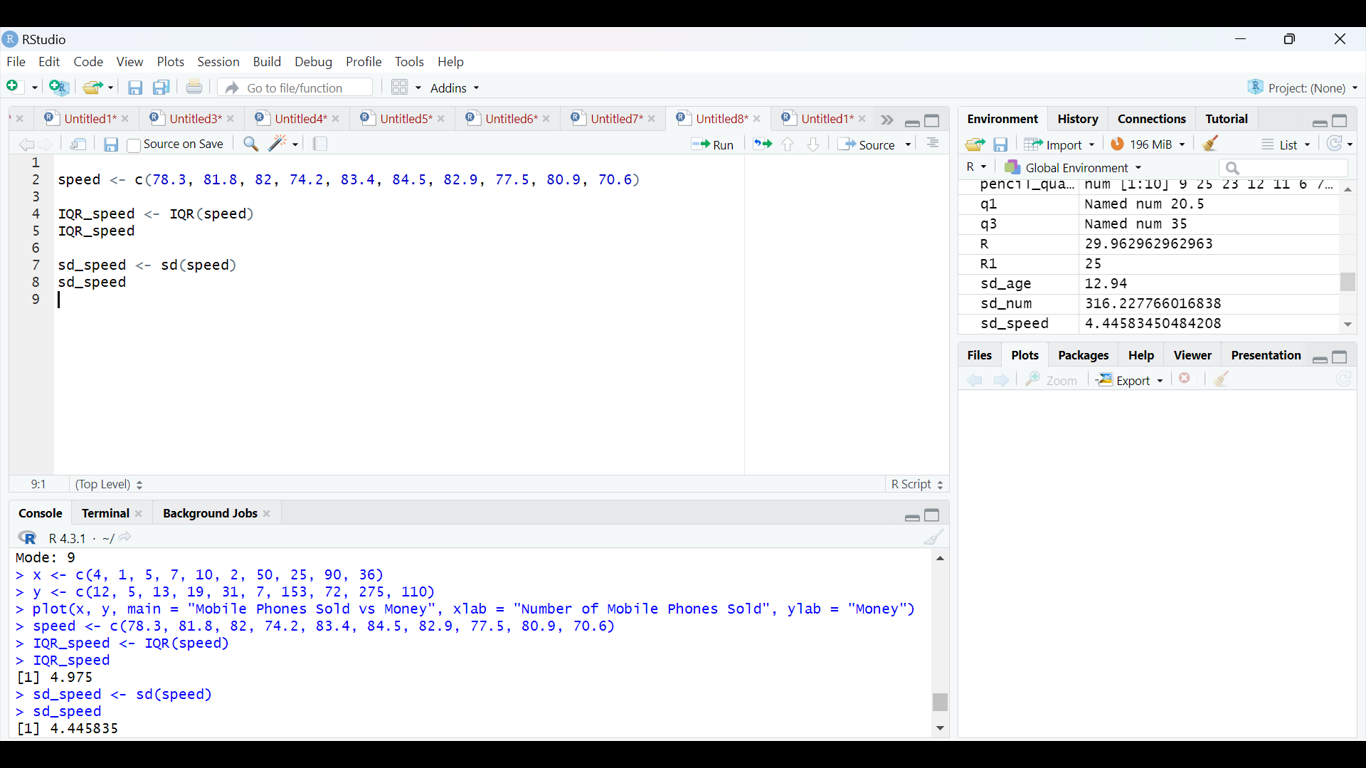 RStudio
File Edit Code View Plots Session Build Debug Profile Tools Help
Go to file/function
Addins
Project: (None)
Untitled1*
Untitled3*
Untitled4*
Untitled5*
Untitled6*
Untitled7*
Untitled8*
Untitled1*
Source on Save
Run
Source
1
2 speed <- c(78.3, 81.8, 82, 74.2, 83.4, 84.5, 82.9, 77.5, 80.9, 70.6)
3
4 IQR_speed <- IQR(speed)
5 IQR_speed
6
7 sd_speed <- sd(speed)
8 sd_speed
9
9:1
(Top Level)
R Script
Console
Terminal
Background Jobs
R 4.3.1 · ~/
Mode: 9
> x <- c(4, 1, 5, 7, 10, 2, 50, 25, 90, 36)
> y <- c(12, 5, 13, 19, 31, 7, 153, 72, 275, 110)
> plot(x, y, main = "Mobile Phones Sold vs Money", xlab = "Number of Mobile Phones Sold", ylab = "Money")
> speed <- c(78.3, 81.8, 82, 74.2, 83.4, 84.5, 82.9, 77.5, 80.9, 70.6)
> IQR_speed <- IQR(speed)
> IQR_speed
[1] 4.975
> sd_speed <- sd(speed)
> sd_speed
[1] 4.445835
Environment
History
Connections
Tutorial
Import
196 MiB
List
R
Global Environment
pencil_qua… num [1:10] 9 25 23 12 11 6 7…
q1 Named num 20.5
q3 Named num 35
R 29.962962962963
R1 25
sd_age 12.94
sd_num 316.227766016838
sd_speed 4.44583450484208
Files
Plots
Packages
Help
Viewer
Presentation
Zoom
Export